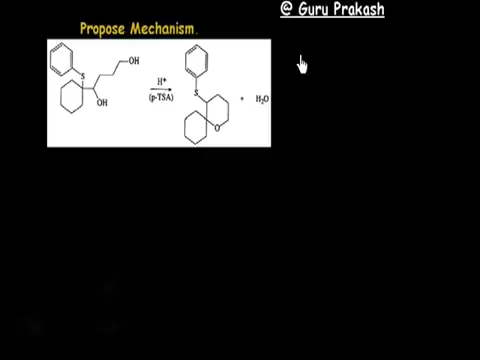 @ Guru Prakash
Propose Mechanism.
OH
S
OH
H+
(p-TSA)
S
O
+ H₂O